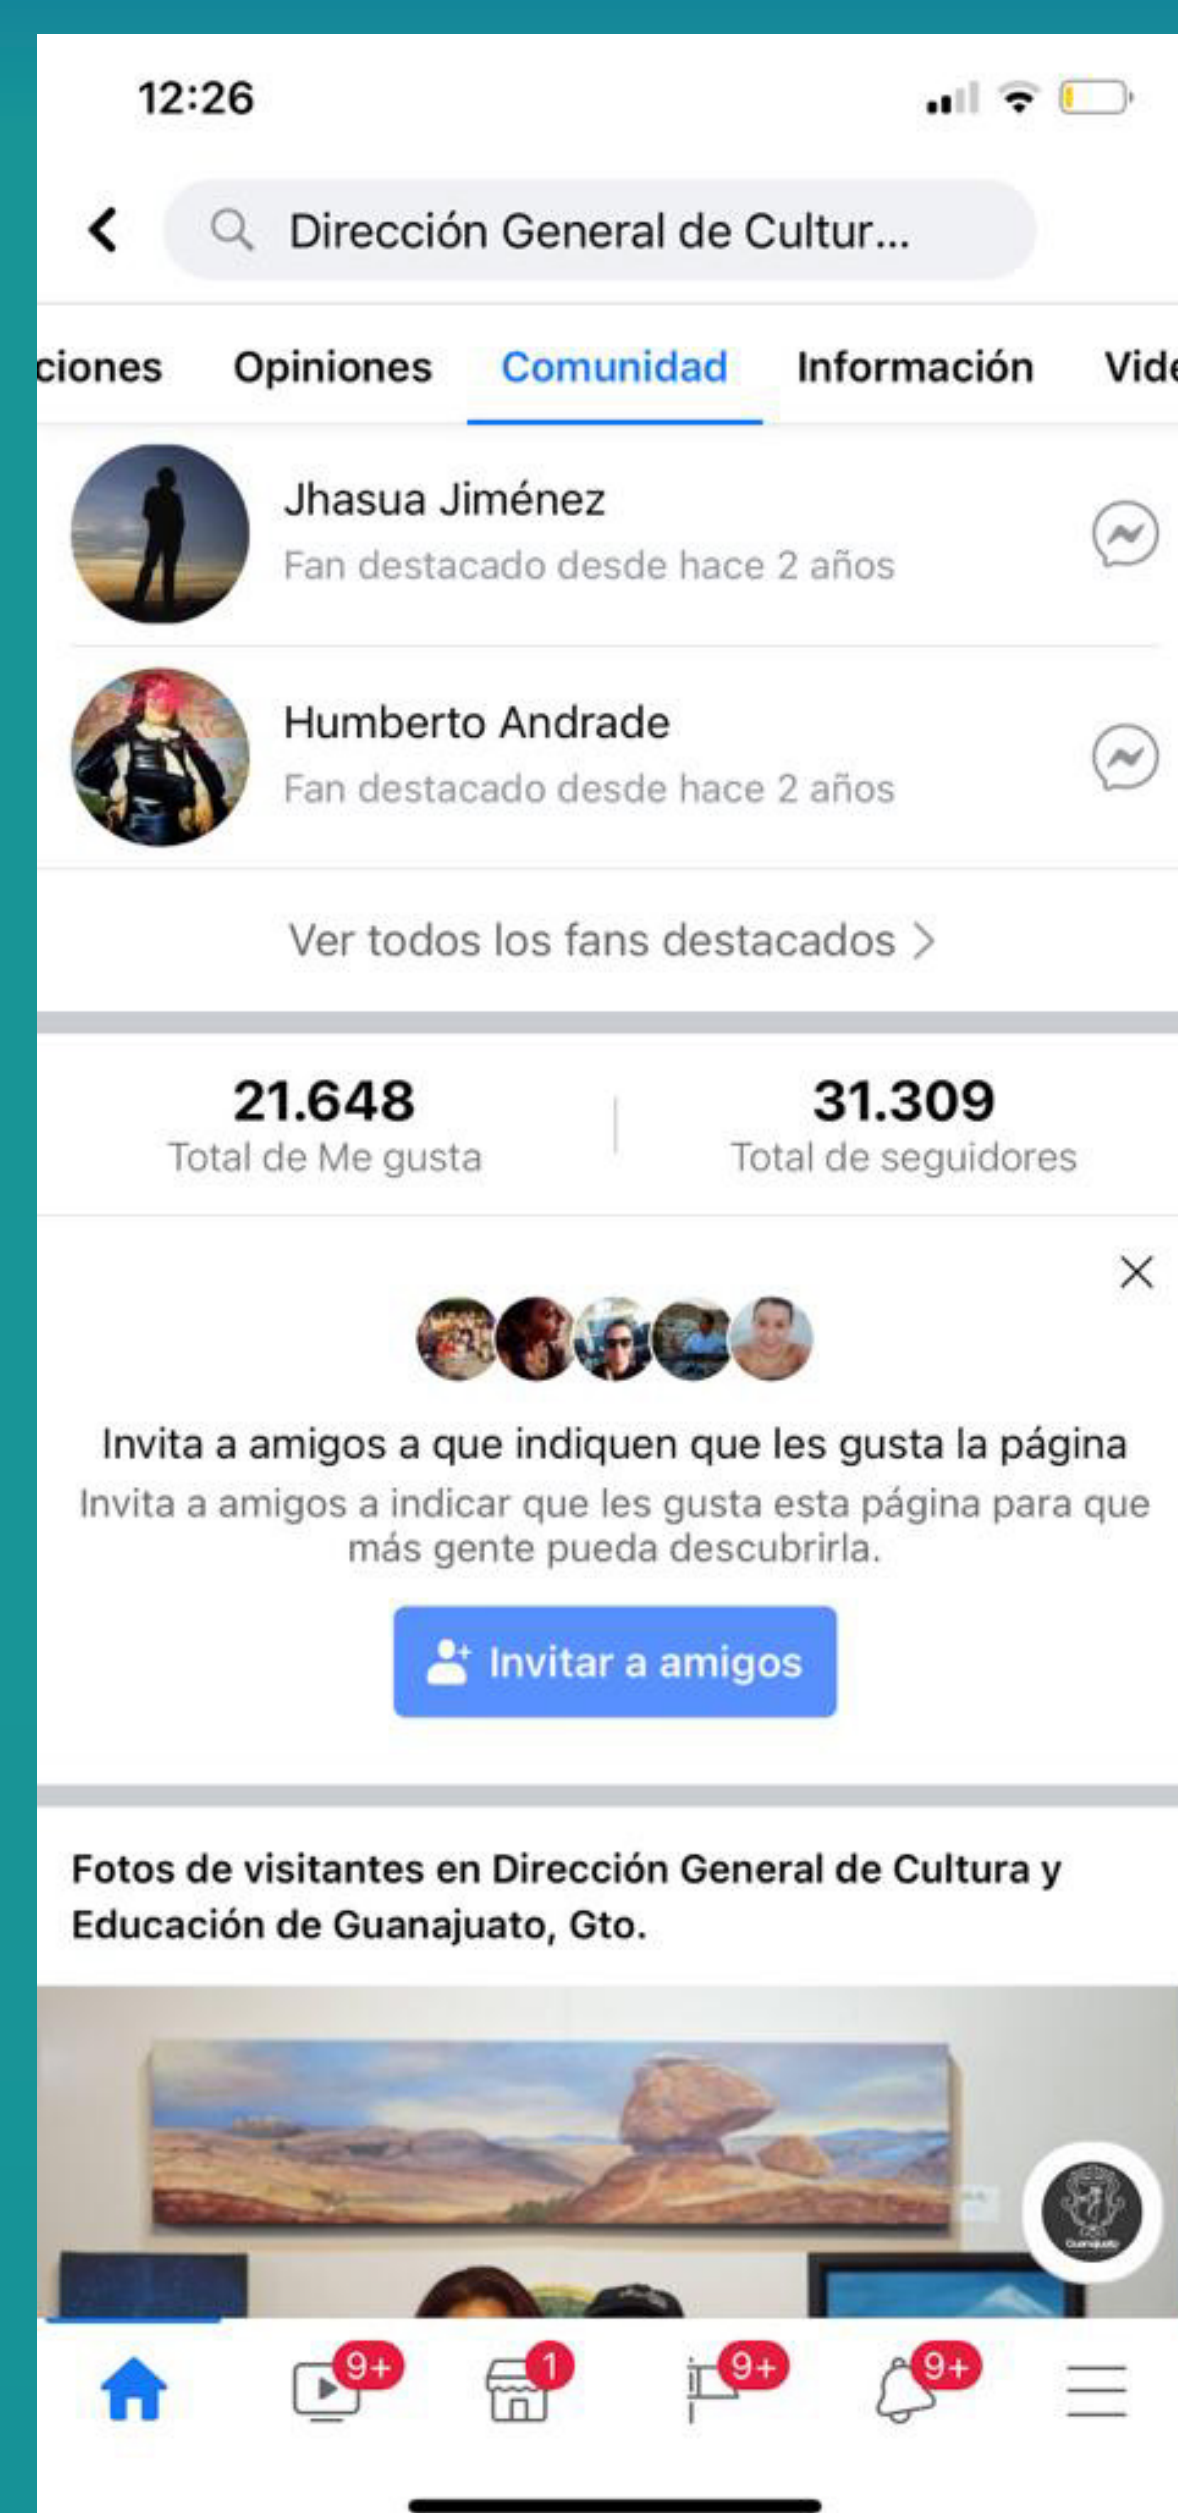 12:26
Dirección General de Cultur...
ciones Opiniones Comunidad Información Vide
Jhasua Jiménez
Fan destacado desde hace 2 años
Humberto Andrade
Fan destacado desde hace 2 años
Ver todos los fans destacados >
21.648 31.309
Total de Me gusta Total de seguidores
Invita a amigos a que indiquen que les gusta la página
Invita a amigos a indicar que les gusta esta página para que
más gente pueda descubrirla.
Invitar a amigos
Fotos de visitantes en Dirección General de Cultura y
Educación de Guanajuato, Gto.
Guanajuato
9+ 1 9+ 9+